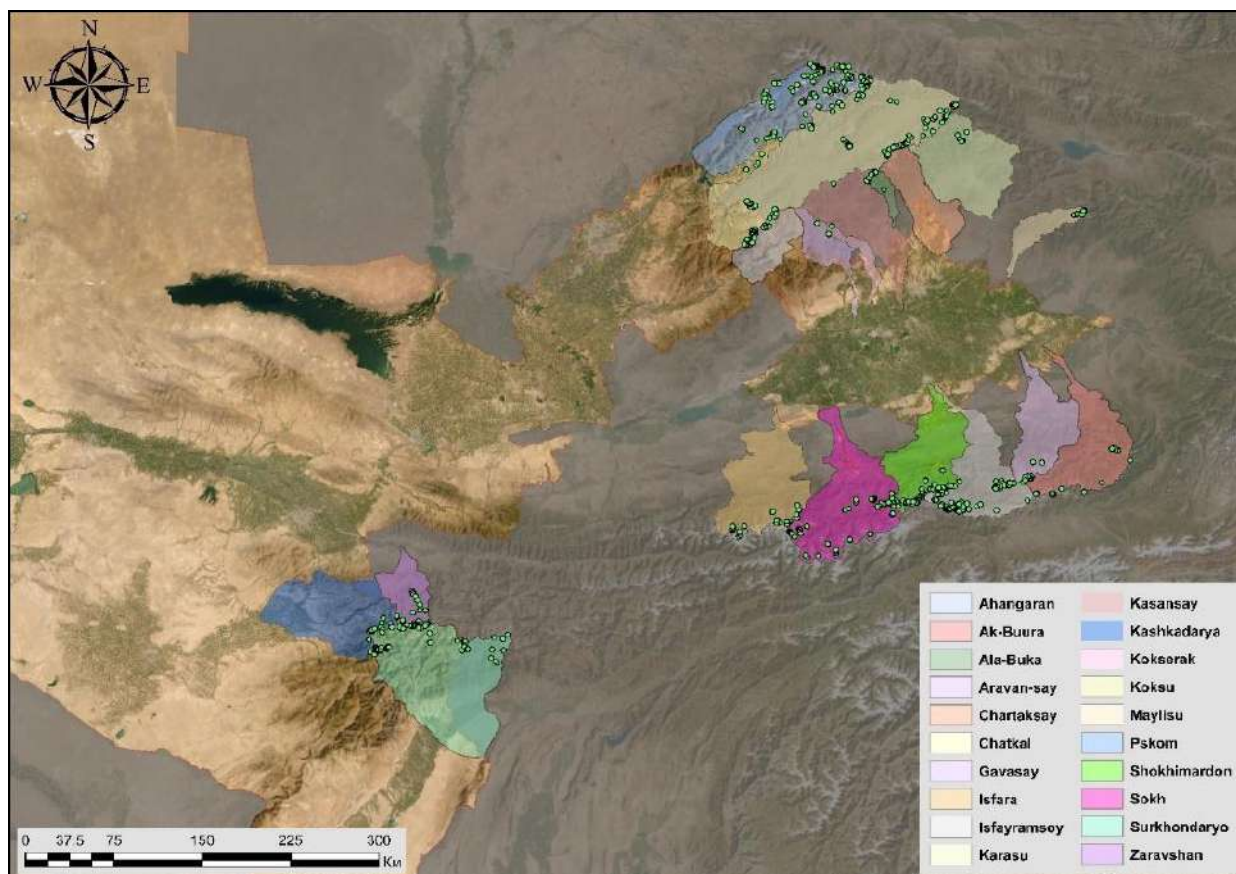 N
W E
S
Ahangaran
Ak-Buura
Ala-Buka
Aravan-say
Chartaksay
Chatkal
Gavasay
Isfara
Isfayramsoy
Karasu
Kasansay
Kashkadarya
Kokserak
Koksu
Maylisu
Pskom
Shokhimardon
Sokh
Surkhondaryo
Zaravshan
0 37.5 75 150 225 300
Км